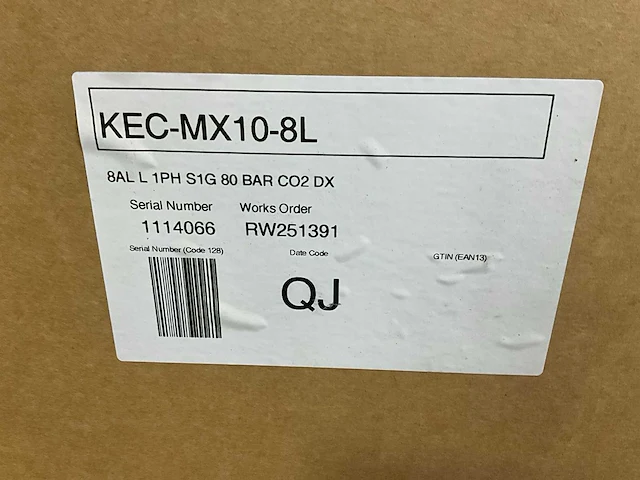 KEC-MX10-8L
8AL L 1PH S1G 80 BAR CO2 DX
Serial Number Works Order
1114066 RW251391
Serial Number (Code 128) Date Code GTIN (EAN13)
QJ